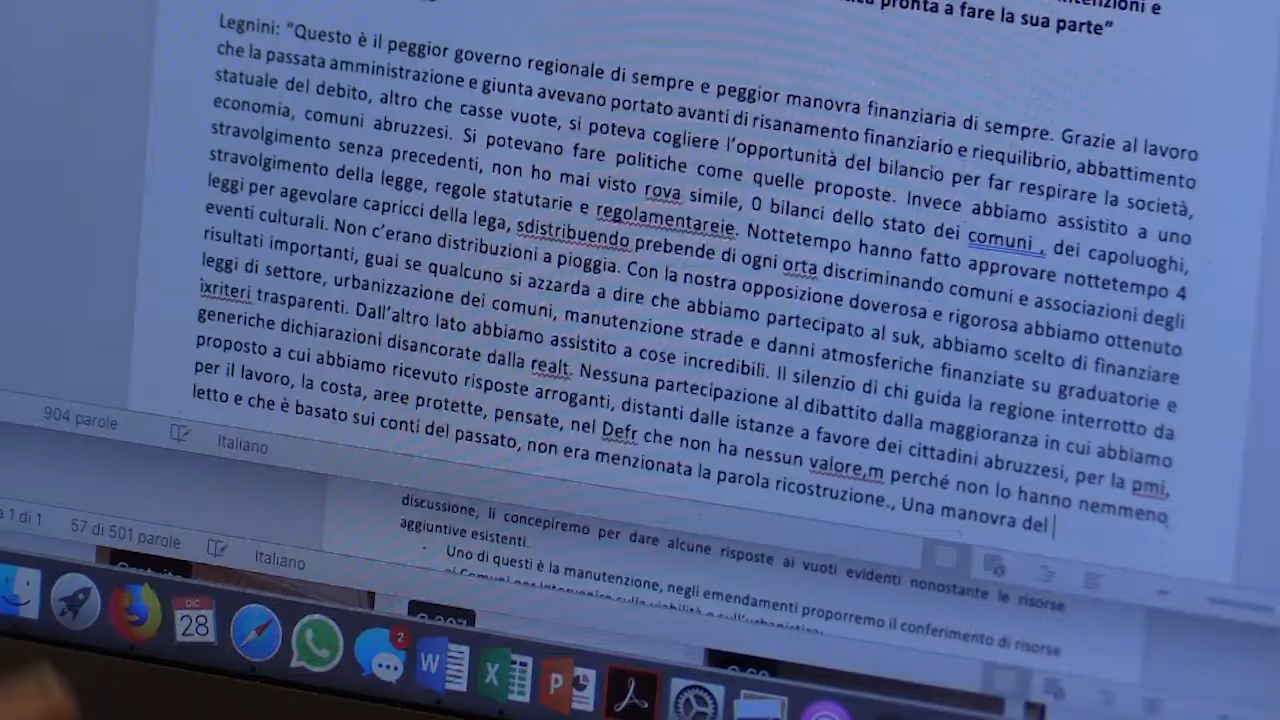 enzioni e
pronta a fare la sua parte”
Legnini: “Questo è il peggior governo regionale di sempre e peggior manovra finanziaria di sempre. Grazie al lavoro
che la passata amministrazione e giunta avevano portato avanti di risanamento finanziario e riequilibrio, abbattimento
statuale del debito, altro che casse vuote, si poteva cogliere l’opportunità del bilancio per far respirare la società,
economia, comuni abruzzesi. Si potevano fare politiche come quelle proposte. Invece abbiamo assistito a uno
stravolgimento senza precedenti, non ho mai visto rova simile, 0 bilanci dello stato dei comuni , dei capoluoghi,
stravolgimento della legge, regole statutarie e regolamentareie. Nottetempo hanno fatto approvare nottetempo 4
leggi per agevolare capricci della lega, sdistribuendo prebende di ogni orta discriminando comuni e associazioni degli
eventi culturali. Non c’erano distribuzioni a pioggia. Con la nostra opposizione doverosa e rigorosa abbiamo ottenuto
risultati importanti, guai se qualcuno si azzarda a dire che abbiamo partecipato al suk, abbiamo scelto di finanziare
leggi di settore, urbanizzazione dei comuni, manutenzione strade e danni atmosferiche finanziate su graduatorie e
ixriteri trasparenti. Dall’altro lato abbiamo assistito a cose incredibili. Il silenzio di chi guida la regione interrotto da
generiche dichiarazioni disancorate dalla realt. Nessuna partecipazione al dibattito dalla maggioranza in cui abbiamo
proposto a cui abbiamo ricevuto risposte arroganti, distanti dalle istanze a favore dei cittadini abruzzesi, per la pmi,
per il lavoro, la costa, aree protette, pensate, nel Defr che non ha nessun valore,m perché non lo hanno nemmeno
letto e che è basato sui conti del passato, non era menzionata la parola ricostruzione., Una manovra del
904 parole
Italiano
discussione, li concepiremo per dare alcune risposte ai vuoti evidenti nonostante le risorse
aggiuntive esistenti.
- Uno di questi è la manutenzione, negli emendamenti proporremo il conferimento di risorse
ai Comuni per intervenire sulla viabilità e sull’urbanistica;
1 di 1
57 di 501 parole
Italiano
DIC
28
2
W
X
P